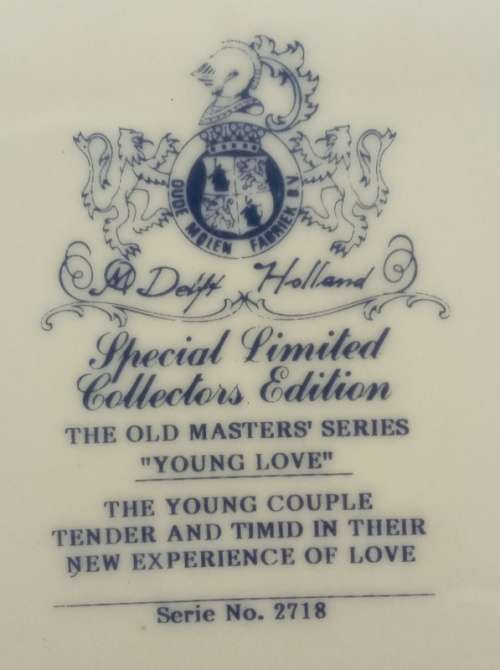 OUDE MOLEN FABRIEK B.V
M Delft Holland
Special Limited
Collectors Edition
THE OLD MASTERS' SERIES
"YOUNG LOVE"
THE YOUNG COUPLE
TENDER AND TIMID IN THEIR
NEW EXPERIENCE OF LOVE
Serie No. 2718